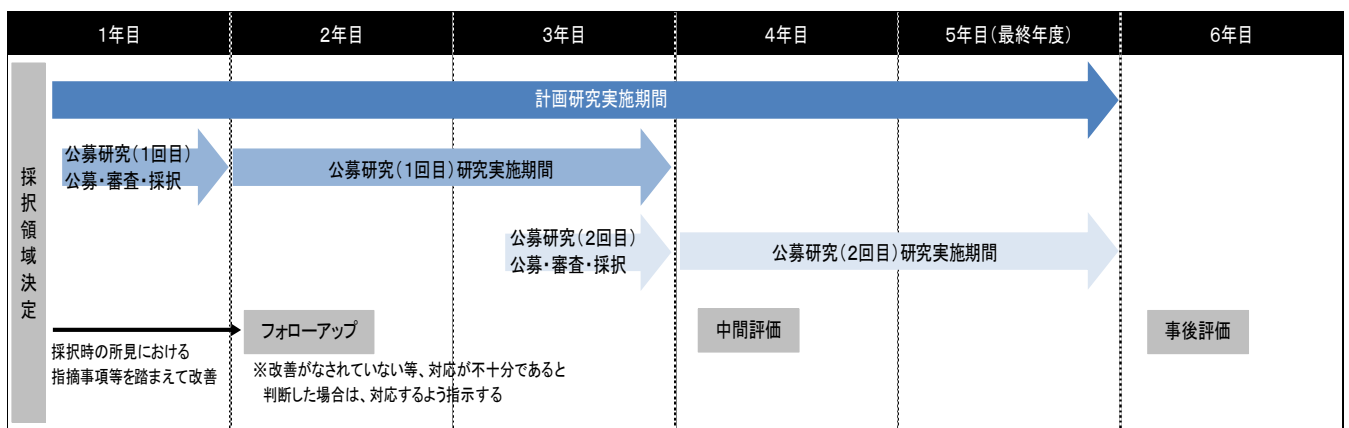 1年目
2年目
3年目
4年目
5年目(最終年度)
6年目
採択領域決定
計画研究実施期間
公募研究(1回目)
公募・審査・採択
公募研究(1回目)研究実施期間
公募研究(2回目)
公募・審査・採択
公募研究(2回目)研究実施期間
採択時の所見における
指摘事項等を踏まえて改善
フォローアップ
※改善がなされていない等、対応が不十分であると
判断した場合は、対応するよう指示する
中間評価
事後評価